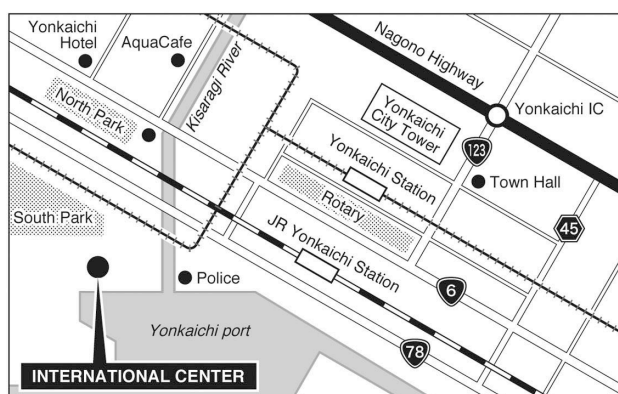 Yonkaichi
Hotel
AquaCafe
Kisaragi River
Nagono Highway
Yonkaichi IC
North Park
Yonkaichi
City Tower
123
Yonkaichi Station
Town Hall
Rotary
45
South Park
JR Yonkaichi Station
6
Police
Yonkaichi port
78
INTERNATIONAL CENTER